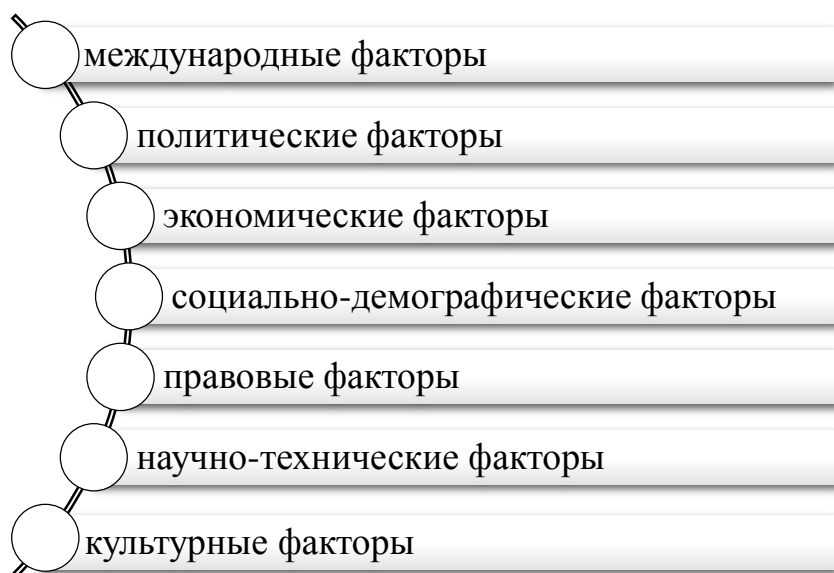 международные факторы
политические факторы
экономические факторы
социально-демографические факторы
правовые факторы
научно-технические факторы
культурные факторы